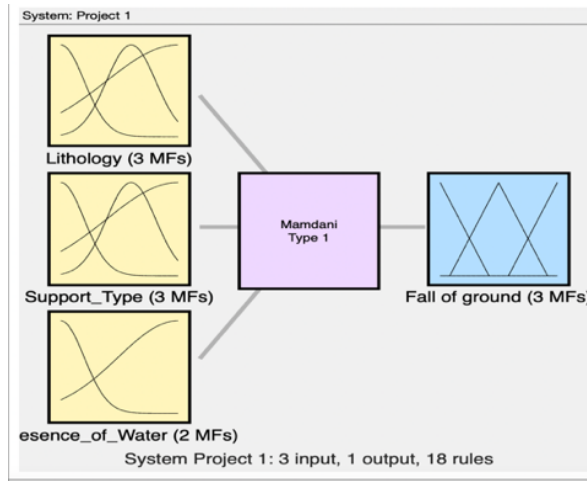 System: Project 1
Lithology (3 MFs)
Mamdani
Type 1
Support_Type (3 MFs)
Fall of ground (3 MFs)
esence_of_Water (2 MFs)
System Project 1: 3 input, 1 output, 18 rules